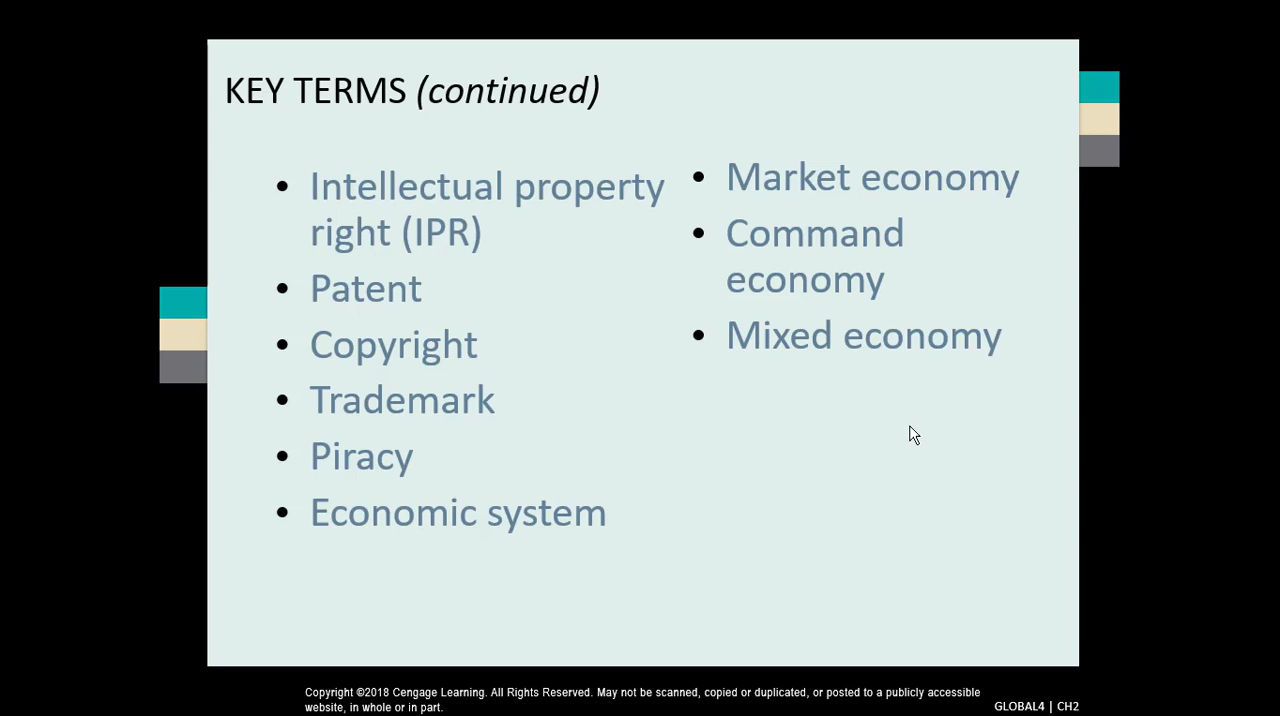 KEY TERMS (continued)
• Intellectual property
right (IPR)
• Patent
• Copyright
• Trademark
• Piracy
• Economic system
• Market economy
• Command
economy
• Mixed economy
Copyright ©2018 Cengage Learning. All Rights Reserved. May not be scanned, copied or duplicated, or posted to a publicly accessible
website, in whole or in part.
GLOBAL4 | CH2